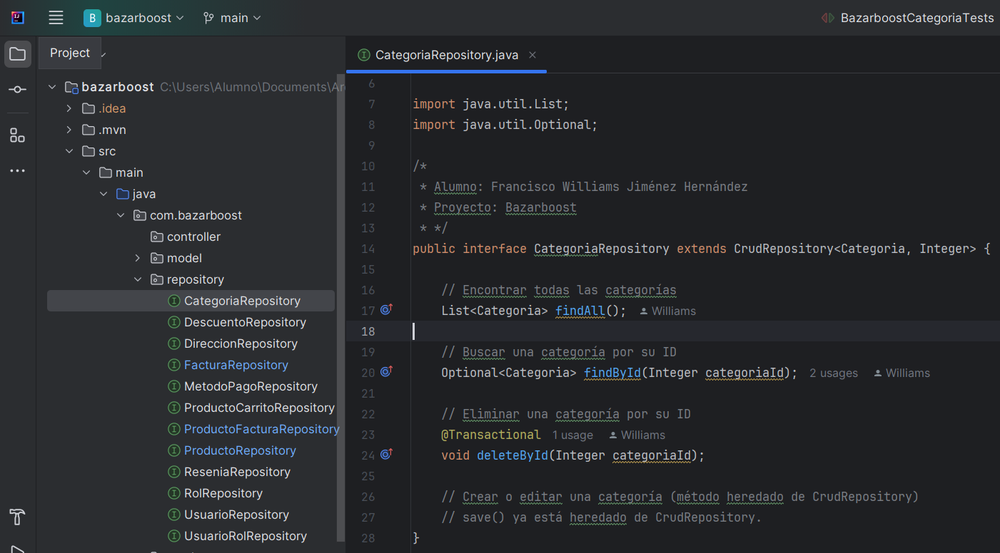 IJ
B bazarboost main BazarboostCategoriaTests
Project
CategoriaRepository.java
bazarboost C:\Users\Alumno\Documents\Ar
.idea
.mvn
src
main
java
com.bazarboost
controller
model
repository
CategoriaRepository
DescuentoRepository
DireccionRepository
FacturaRepository
MetodoPagoRepository
ProductoCarritoRepository
ProductoFacturaRepository
ProductoRepository
ReseniaRepository
RolRepository
UsuarioRepository
UsuarioRolRepository
6
7 import java.util.List;
8 import java.util.Optional;
9
10 /*
11 * Alumno: Francisco Williams Jiménez Hernández
12 * Proyecto: Bazarboost
13 * */
14 public interface CategoriaRepository extends CrudRepository<Categoria, Integer> {
15
16 // Encontrar todas las categorías
17 List<Categoria> findAll(); Williams
18
19 // Buscar una categoría por su ID
20 Optional<Categoria> findById(Integer categoriaId); 2 usages Williams
21
22 // Eliminar una categoría por su ID
23 @Transactional 1 usage Williams
24 void deleteById(Integer categoriaId);
25
26 // Crear o editar una categoría (método heredado de CrudRepository)
27 // save() ya está heredado de CrudRepository.
28 }